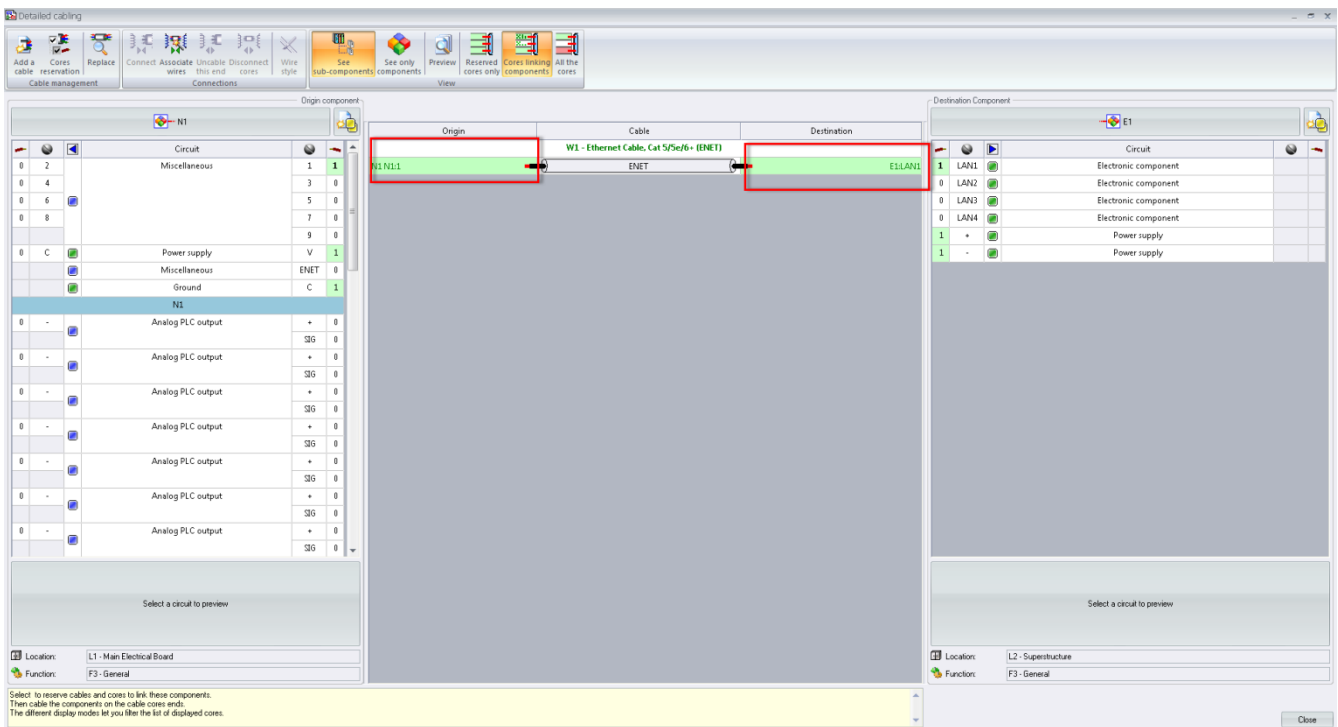 Detailed cabling
Add a cable
Cores reservation
Replace
Connect
Associate wires
Uncable this end
Disconnect cores
Wire style
See sub-components
See only components
Preview
Reserved cores only
Cores linking components
All the cores
Cable management
Connections
View
Origin component
N1
Circuit
0 2 Miscellaneous 1 1
0 4 3 0
0 6 5 0
0 8 7 0
9 0
0 C Power supply V 1
Miscellaneous ENET 0
Ground C 1
N1
0 - Analog PLC output + 0
SIG 0
0 - Analog PLC output + 0
SIG 0
0 - Analog PLC output + 0
SIG 0
0 - Analog PLC output + 0
SIG 0
0 - Analog PLC output + 0
SIG 0
0 - Analog PLC output + 0
SIG 0
0 - Analog PLC output + 0
SIG 0
Select a circuit to preview
Location: L1 - Main Electrical Board
Function: F3 - General
Origin Cable Destination
W1 - Ethernet Cable, Cat 5/5e/6+ (ENET)
N1 N1:1 ENET E1:LAN1
Destination Component
E1
Circuit
1 LAN1 Electronic component
0 LAN2 Electronic component
0 LAN3 Electronic component
0 LAN4 Electronic component
1 + Power supply
1 - Power supply
Select a circuit to preview
Location: L2 - Superstructure
Function: F3 - General
Select to reserve cables and cores to link these components.
Then cable the components on the cable cores ends.
The different display modes let you filter the list of displayed cores.
Close